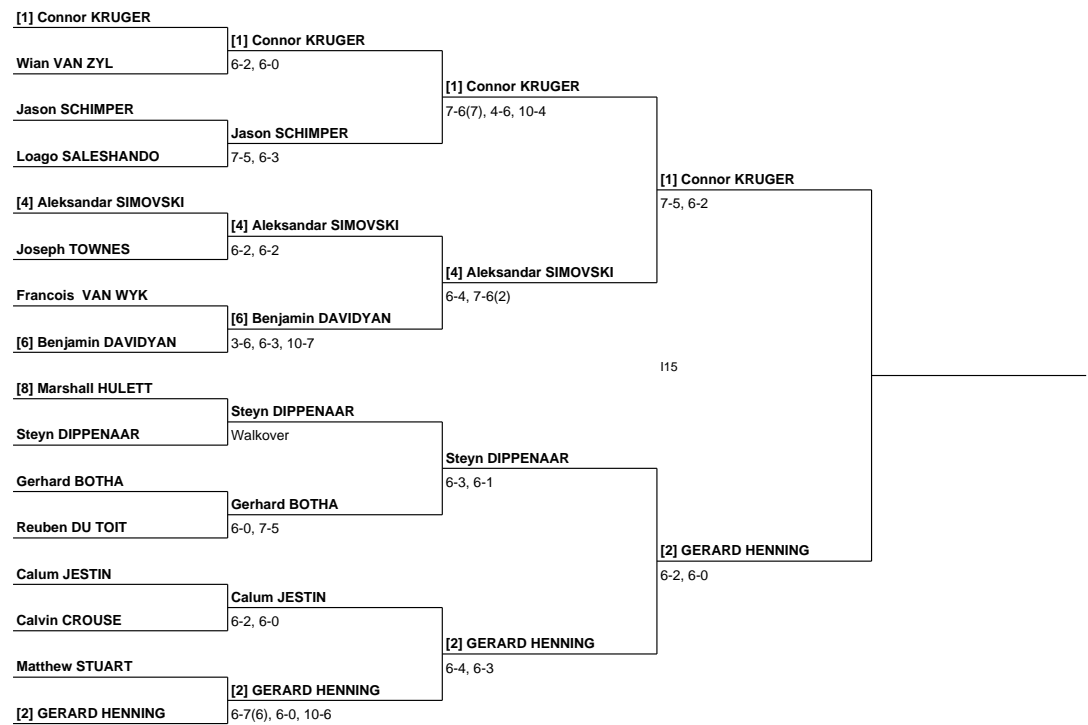 [1] Connor KRUGER
Wian VAN ZYL
Jason SCHIMPER
Loago SALESHANDO
[4] Aleksandar SIMOVSKI
Joseph TOWNES
Francois  VAN WYK
[6] Benjamin DAVIDYAN
[8] Marshall HULETT
Steyn DIPPENAAR
Gerhard BOTHA
Reuben DU TOIT
Calum JESTIN
Calvin CROUSE
Matthew STUART
[2] GERARD HENNING
[1] Connor KRUGER
6-2, 6-0
Jason SCHIMPER
7-5, 6-3
[4] Aleksandar SIMOVSKI
6-2, 6-2
[6] Benjamin DAVIDYAN
3-6, 6-3, 10-7
Steyn DIPPENAAR
Walkover
Gerhard BOTHA
6-0, 7-5
Calum JESTIN
6-2, 6-0
[2] GERARD HENNING
6-7(6), 6-0, 10-6
[1] Connor KRUGER
7-6(7), 4-6, 10-4
[4] Aleksandar SIMOVSKI
6-4, 7-6(2)
Steyn DIPPENAAR
6-3, 6-1
[2] GERARD HENNING
6-4, 6-3
[1] Connor KRUGER
7-5, 6-2
I15
[2] GERARD HENNING
6-2, 6-0